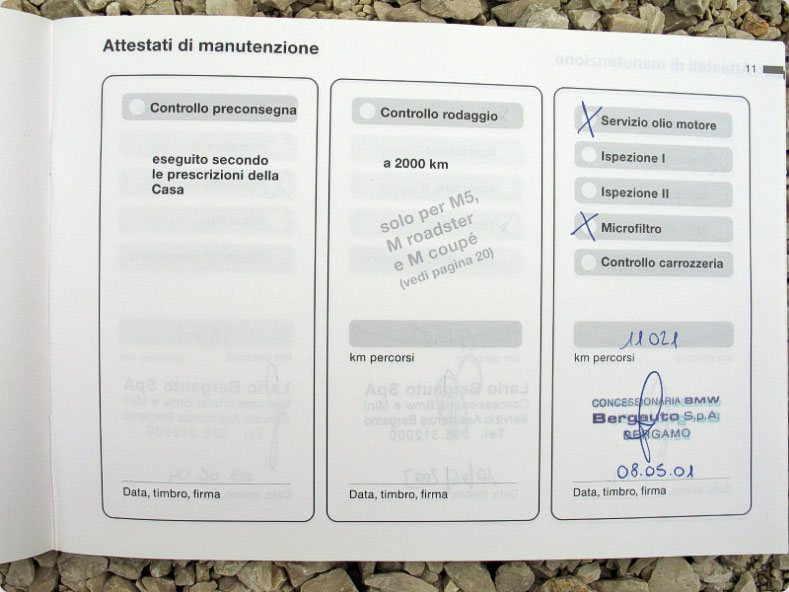 Attestati di manutenzione
11
Controllo preconsegna
eseguito secondo
le prescrizioni della
Casa
Data, timbro, firma
Controllo rodaggio
a 2000 km
solo per M5,
M roadster
e M coupé
(vedi pagina 20)
km percorsi
Data, timbro, firma
X Servizio olio motore
Ispezione I
Ispezione II
X Microfiltro
Controllo carrozzeria
11021
km percorsi
CONCESSIONARIA BMW
Bergauto S.p.A.
BERGAMO
08.05.01
Data, timbro, firma